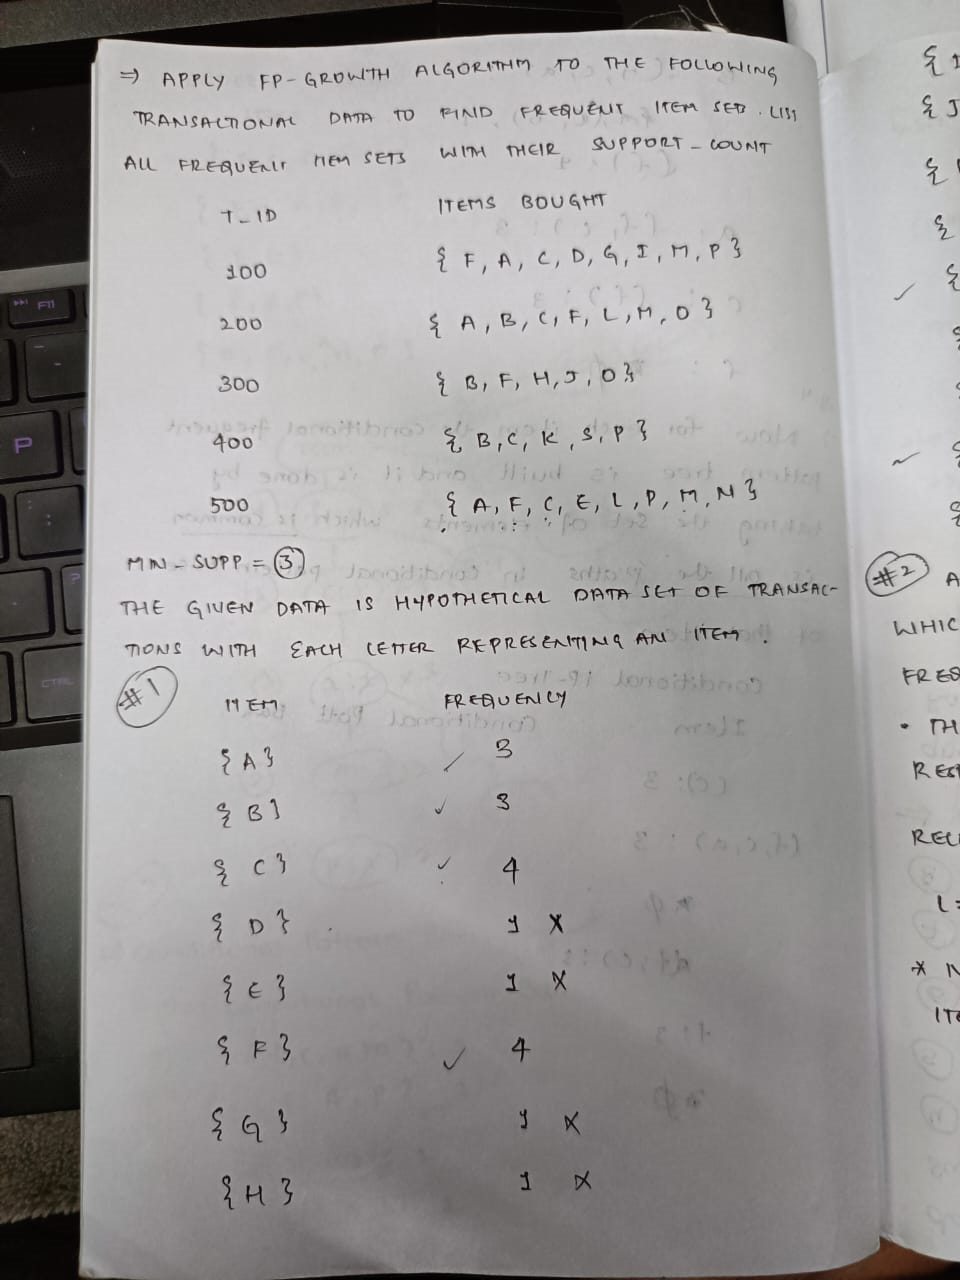 ⇒ APPLY FP-GROWTH ALGORITHM TO THE FOLLOWING
TRANSACTIONAL DATA TO FIND FREQUENT ITEM SETS. LIST
ALL FREQUENT ITEM SETS WITH THEIR SUPPORT-COUNT
T_ID ITEMS BOUGHT
100 { F, A, C, D, G, I, M, P }
200 { A, B, C, F, L, M, O }
300 { B, F, H, J, O }
400 { B, C, K, S, P }
500 { A, F, C, E, L, P, M, N }
MIN-SUPP = 3
THE GIVEN DATA IS HYPOTHETICAL DATA SET OF TRANSAC-
TIONS WITH EACH LETTER REPRESENTING AN ITEM.
#1
ITEM FREQUENCY
{A} ✓ 3
{B} ✓ 3
{C} ✓ 4
{D} 1 X
{E} 1 X
{F} ✓ 4
{G} 1 X
{H} 1 X
#2 A
WHIC
FREQ
• TH
REST
* N
ITE
P
F11
CTRL